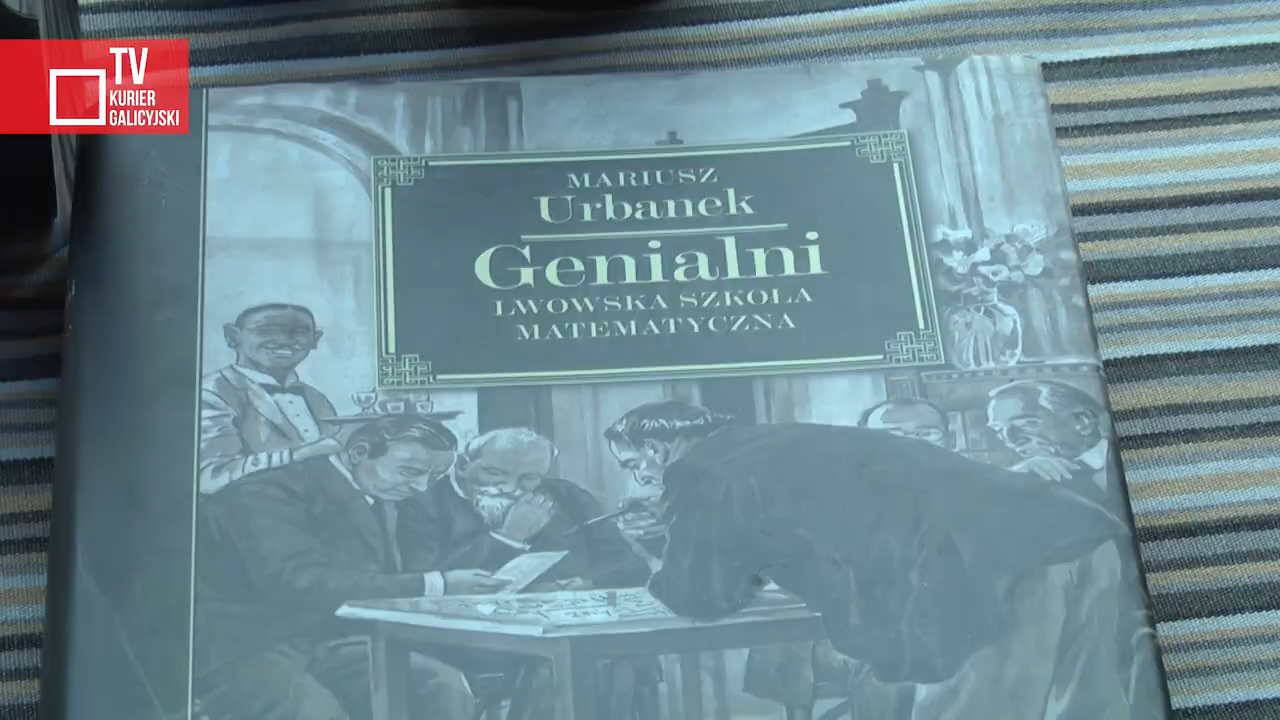 TV
KURIER
GALICYJSKI
MARIUSZ
Urbanek
Genialni
LWOWSKA SZKOŁA
MATEMATYCZNA